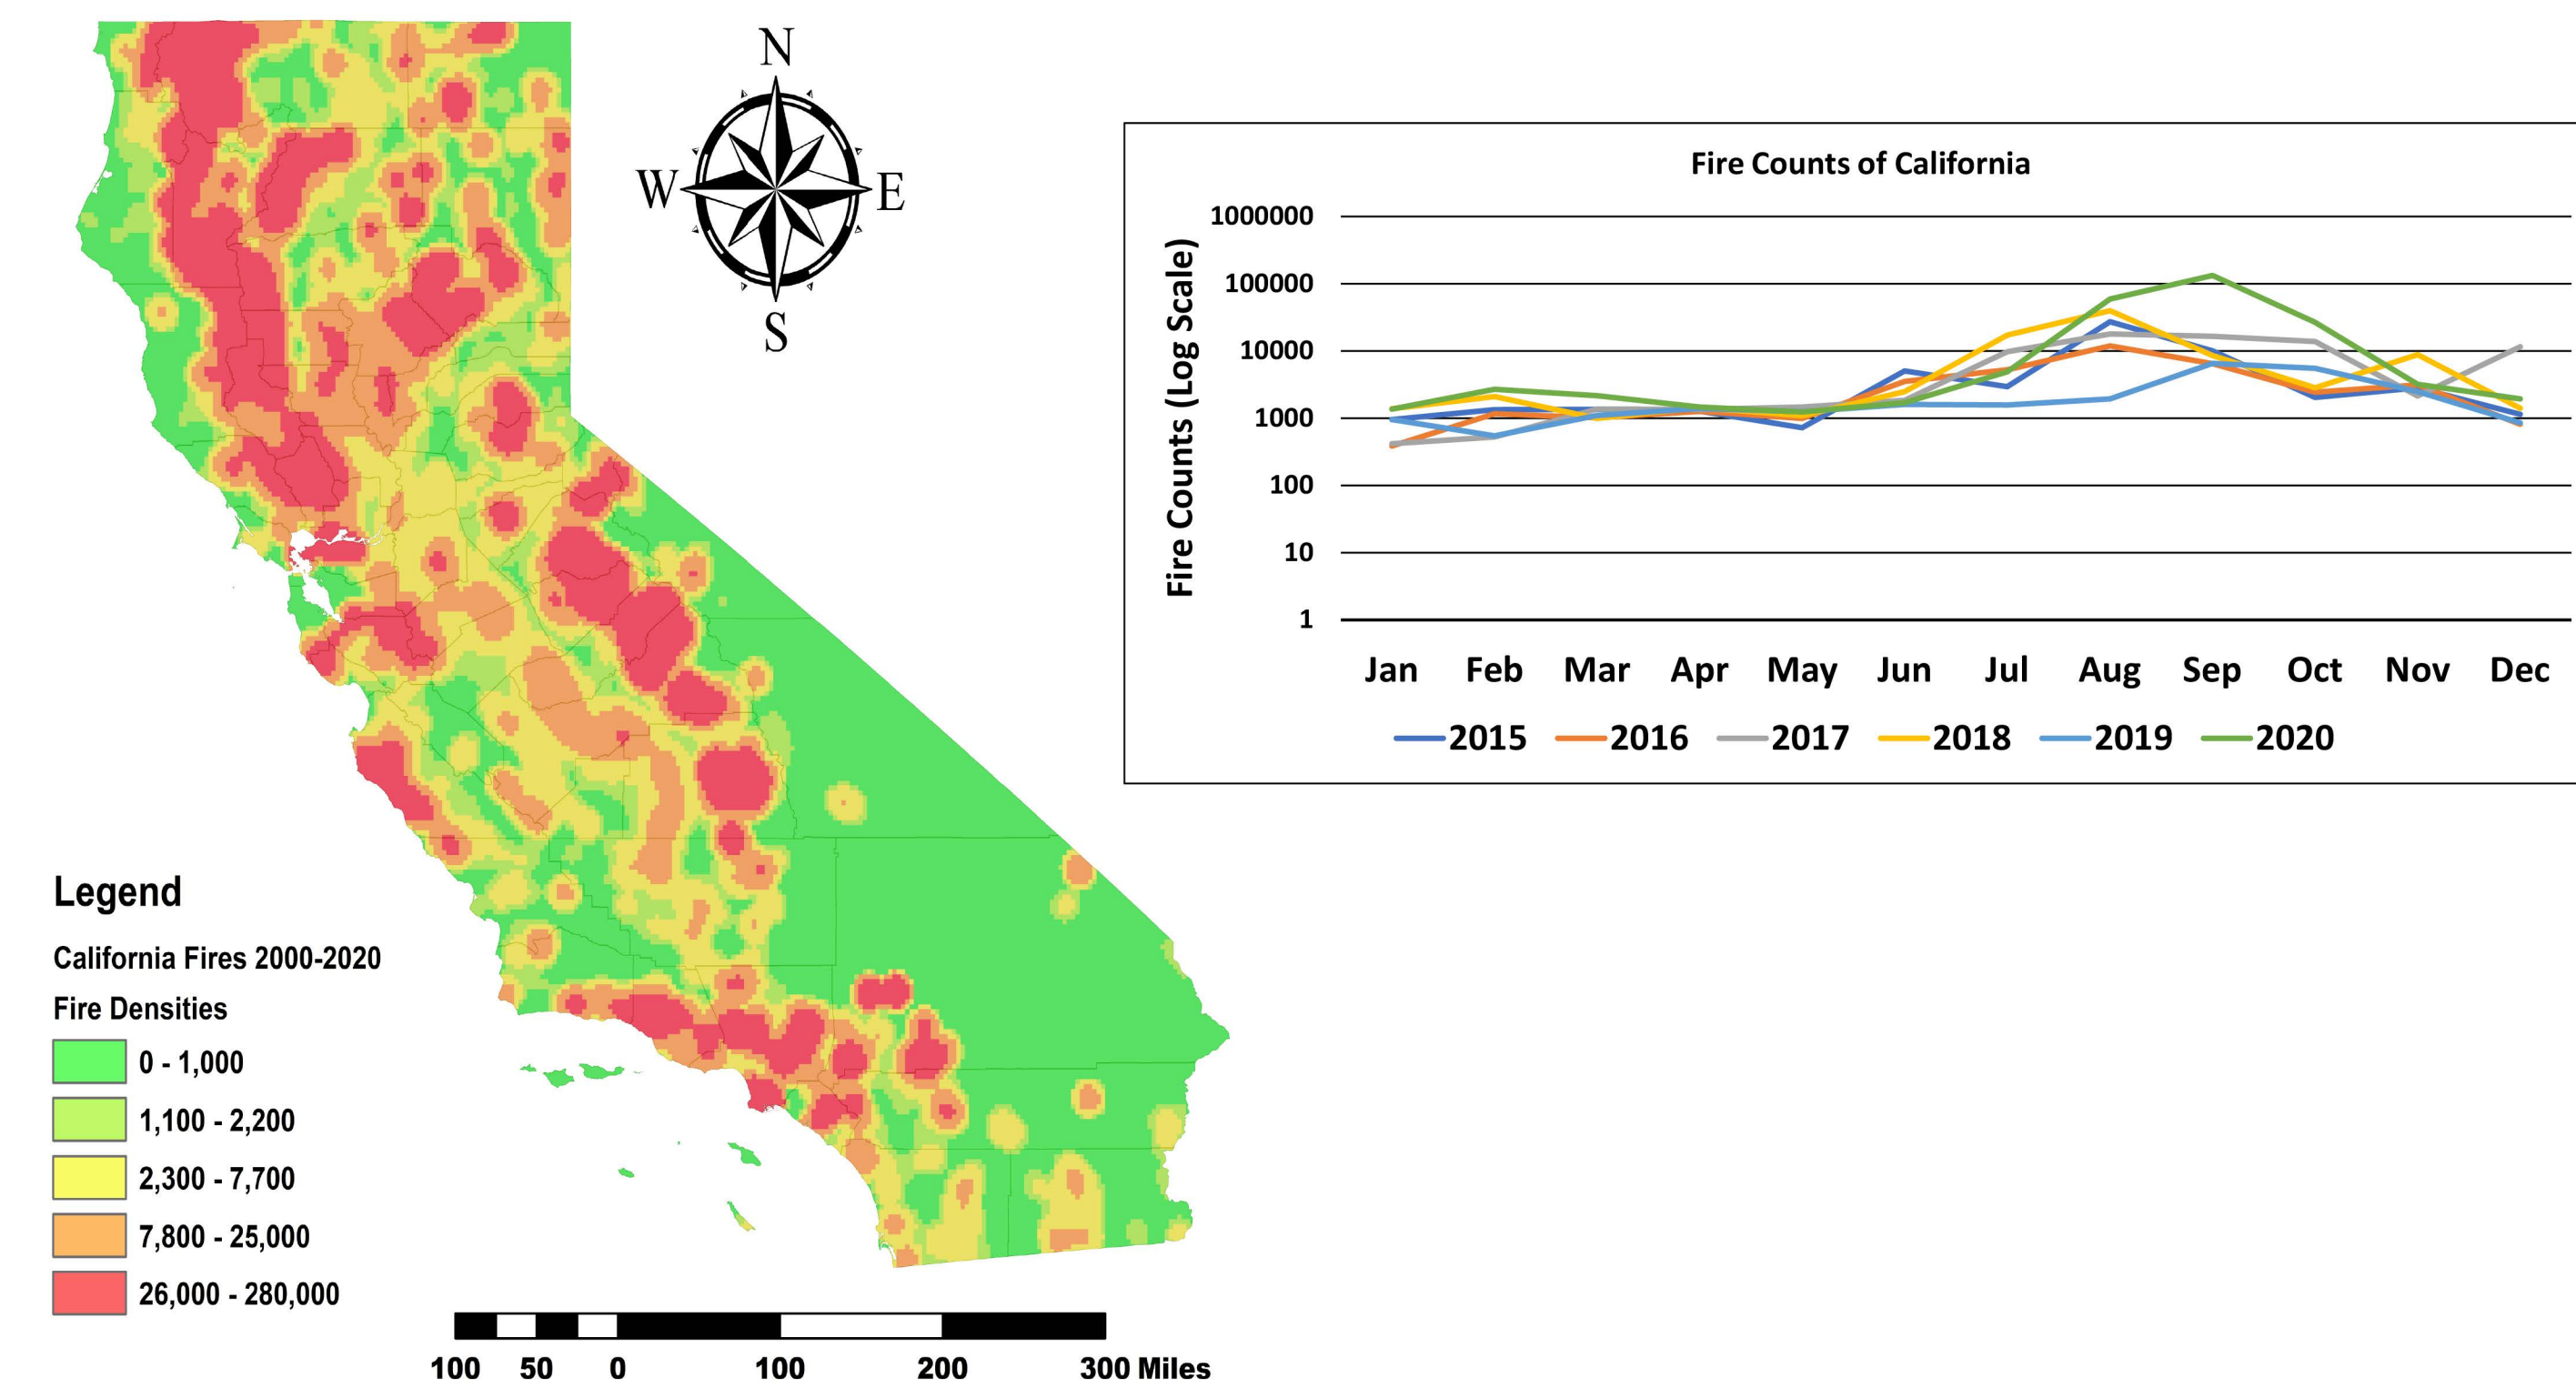 N
W E
S
Fire Counts of California
Fire Counts (Log Scale)
1000000
100000
10000
1000
100
10
1
Jan Feb Mar Apr May Jun Jul Aug Sep Oct Nov Dec
2015 2016 2017 2018 2019 2020
Legend
California Fires 2000-2020
Fire Densities
0 - 1,000
1,100 - 2,200
2,300 - 7,700
7,800 - 25,000
26,000 - 280,000
100 50 0 100 200 300 Miles